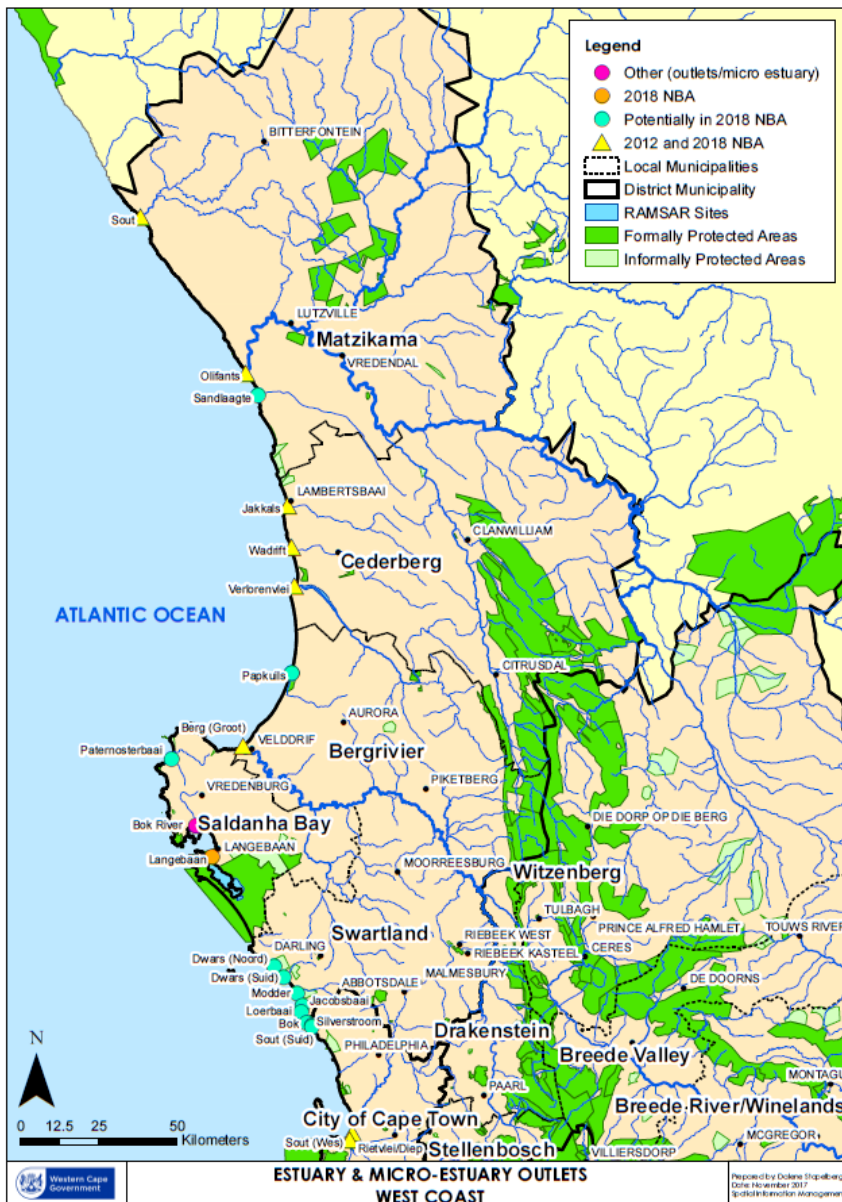 Legend
Other (outlets/micro estuary)
2018 NBA
Potentially in 2018 NBA
2012 and 2018 NBA
Local Municipalities
District Municipality
RAMSAR Sites
Formally Protected Areas
Informally Protected Areas
BITTERFONTEIN
Sout
LUTZVILLE
Matzikama
VREDENDAL
Olifants
Sandlaagte
LAMBERTSBAAI
Jakkals
CLANWILLIAM
Wadrift
Cederberg
Verlorenvlei
ATLANTIC OCEAN
CITRUSDAL
Papkuils
AURORA
Berg (Groot)
VELDDRIF
Bergrivier
Paternosterbaai
VREDENBURG
PIKETBERG
Bok River
Saldanha Bay
DIE DORP OP DIE BERG
LANGEBAAN
Langebaan
MOORREESBURG
Witzenberg
TULBAGH
PRINCE ALFRED HAMLET
TOUWS RIVER
Swartland
RIEBEEK WEST
DARLING
RIEBEEK KASTEEL
CERES
Dwars (Noord)
MALMESBURY
Dwars (Suid)
ABBOTSDALE
DE DOORNS
Modder
Jacobsbaai
Loerbaai
Bok
Silverstroom
Sout (Suid)
Drakenstein
PHILADELPHIA
Breede Valley
N
PAARL
MONTAGU
Breede River/Winelands
City of Cape Town
0 12.5 25 50
Kilometers
Sout (Wes)
Rietvlei/Diep
Stellenbosch
VILLIERSDORP
MCGREGOR
Western Cape
Government
ESTUARY & MICRO-ESTUARY OUTLETS
WEST COAST
Prepared by: Dalene Stapelberg
Date: November 2017
Spatial Information Management